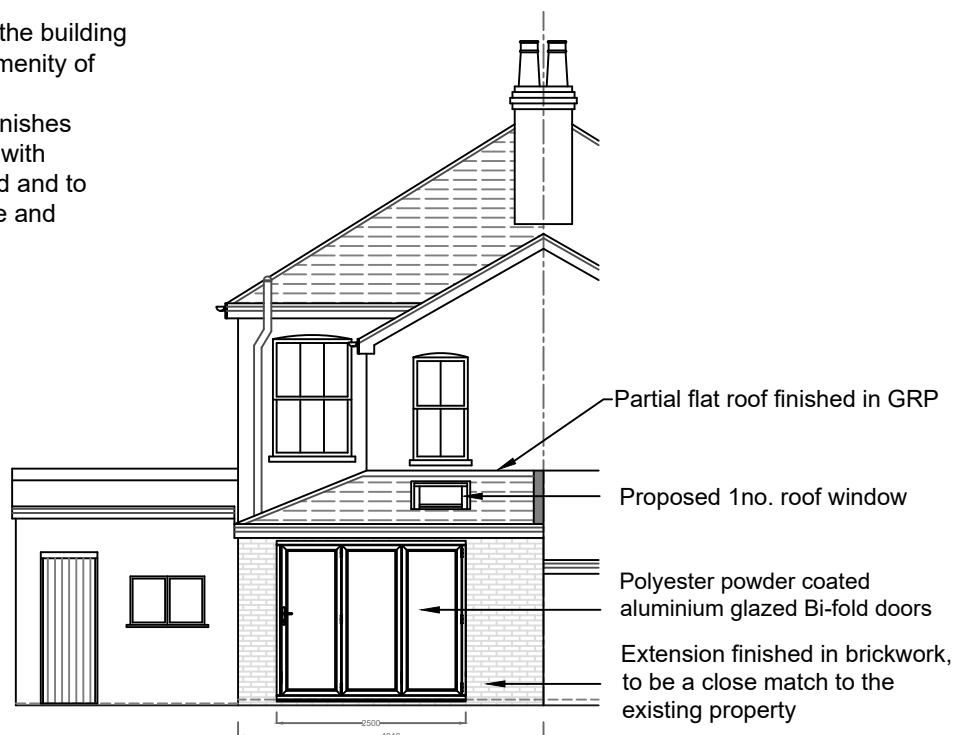 the building
menity of
nishes
with
d and to
e and
Partial flat roof finished in GRP
Proposed 1no. roof window
Polyester powder coated
aluminium glazed Bi-fold doors
Extension finished in brickwork,
to be a close match to the
existing property
2500